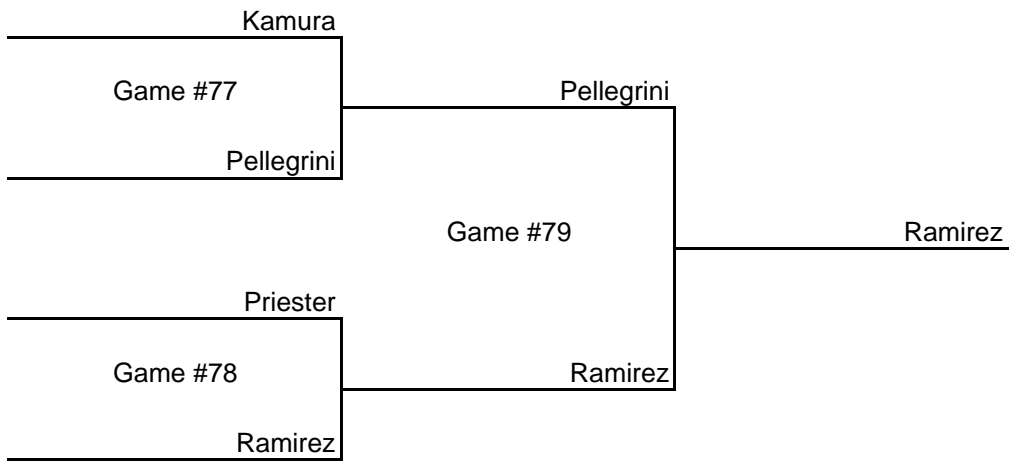 Kamura
Game #77
Pellegrini
Pellegrini
Game #79
Ramirez
Priester
Game #78
Ramirez
Ramirez